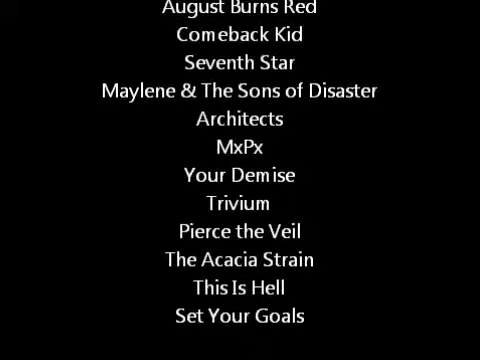 August Burns Red
Comeback Kid
Seventh Star
Maylene & The Sons of Disaster
Architects
MxPx
Your Demise
Trivium
Pierce the Veil
The Acacia Strain
This Is Hell
Set Your Goals